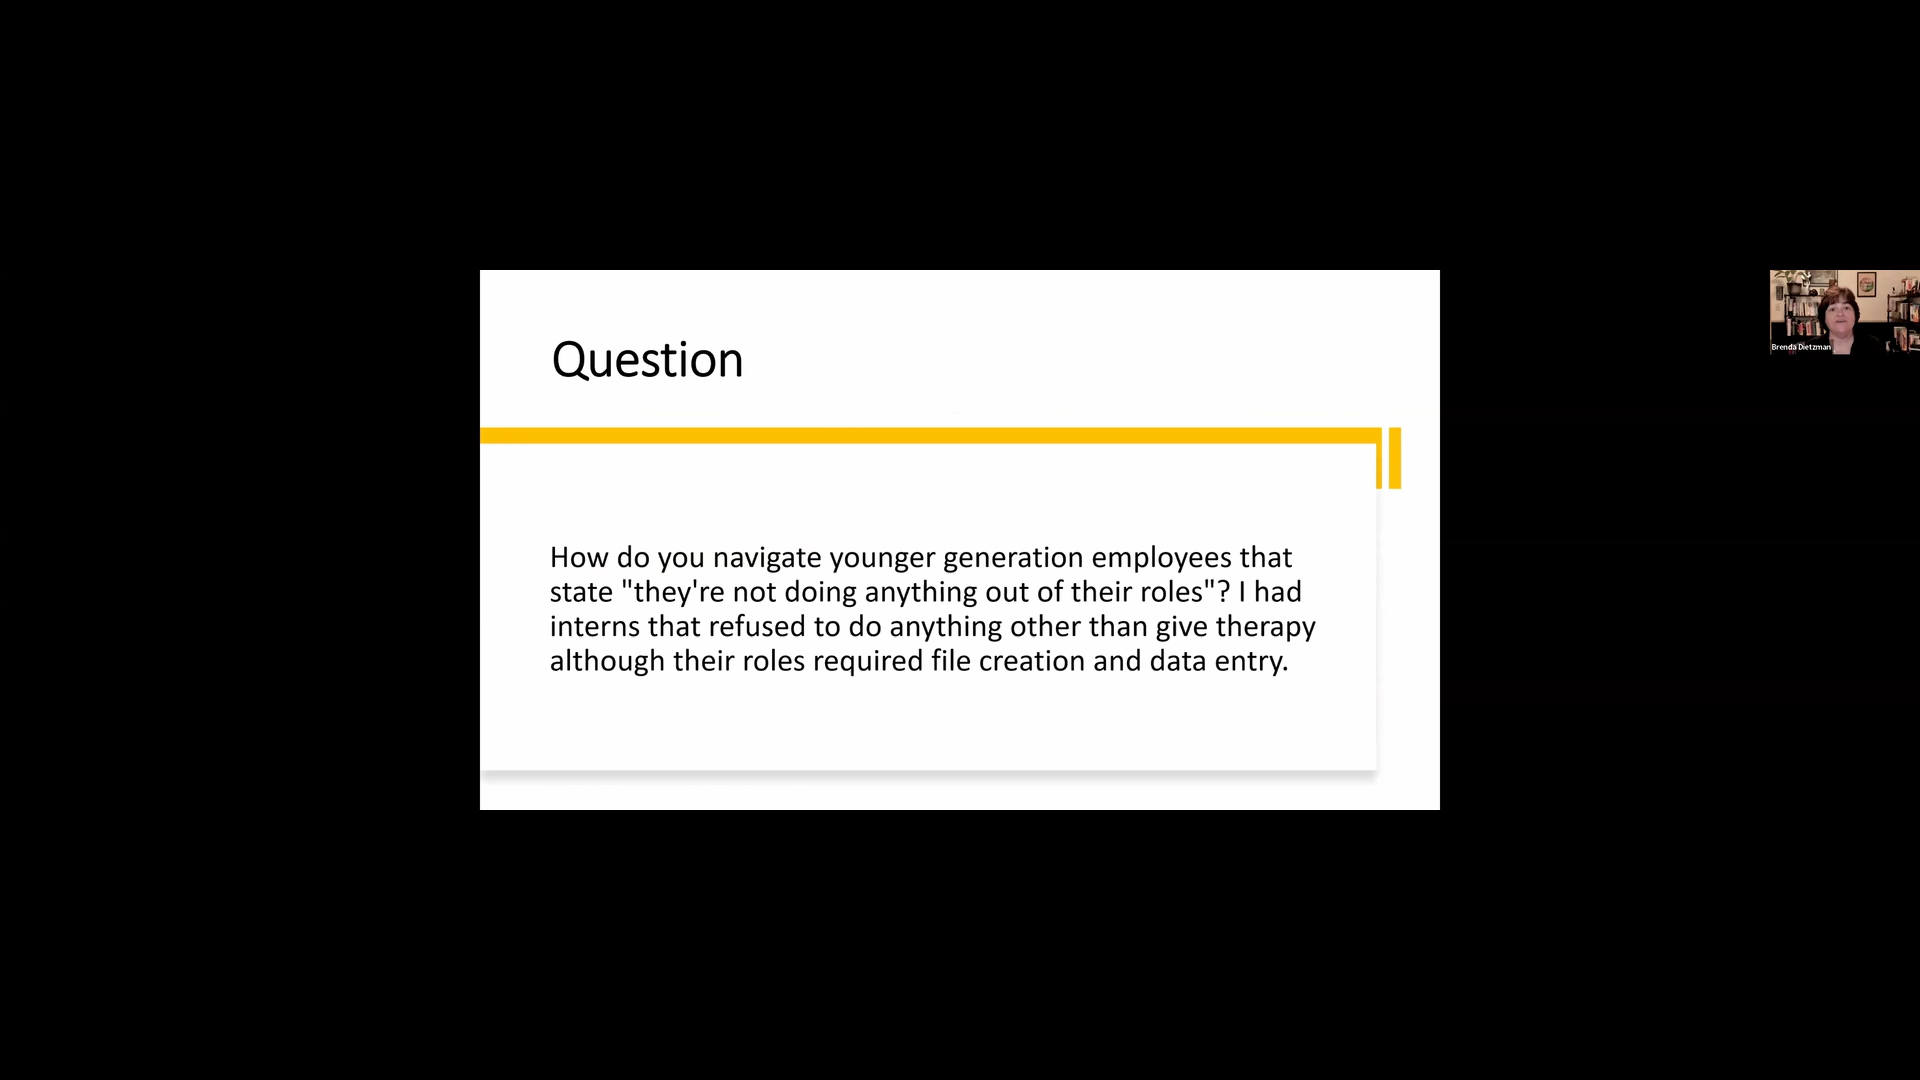 Question
How do you navigate younger generation employees that
state "they're not doing anything out of their roles"? I had
interns that refused to do anything other than give therapy
although their roles required file creation and data entry.
Brenda Dietzman